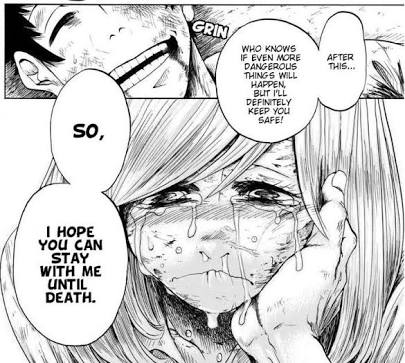 GRIN
AFTER
THIS...
WHO KNOWS
IF EVEN MORE
DANGEROUS
THINGS WILL
HAPPEN,
BUT I'LL
DEFINITELY
KEEP YOU
SAFE!
SO,
I HOPE
YOU CAN
STAY
WITH ME
UNTIL
DEATH.